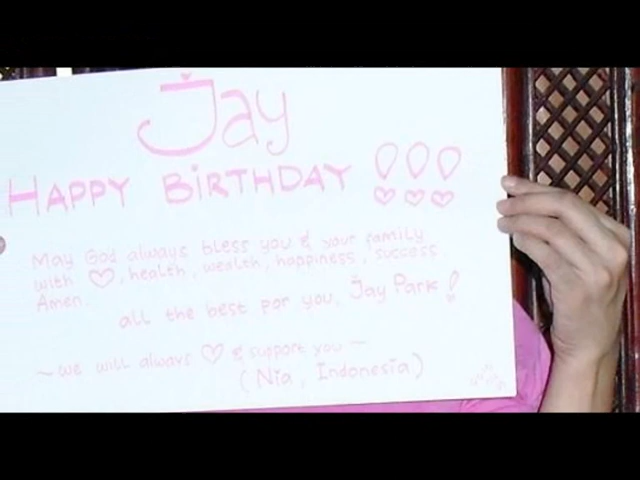 Jay
HAPPY BIRTHDAY !!!
May God always bless you & your family
with ♡, health, wealth, happiness, success
Amen.
all the best por you, Jay Park !
~ we will always ♡ & support you ~
(Nia, Indonesia)